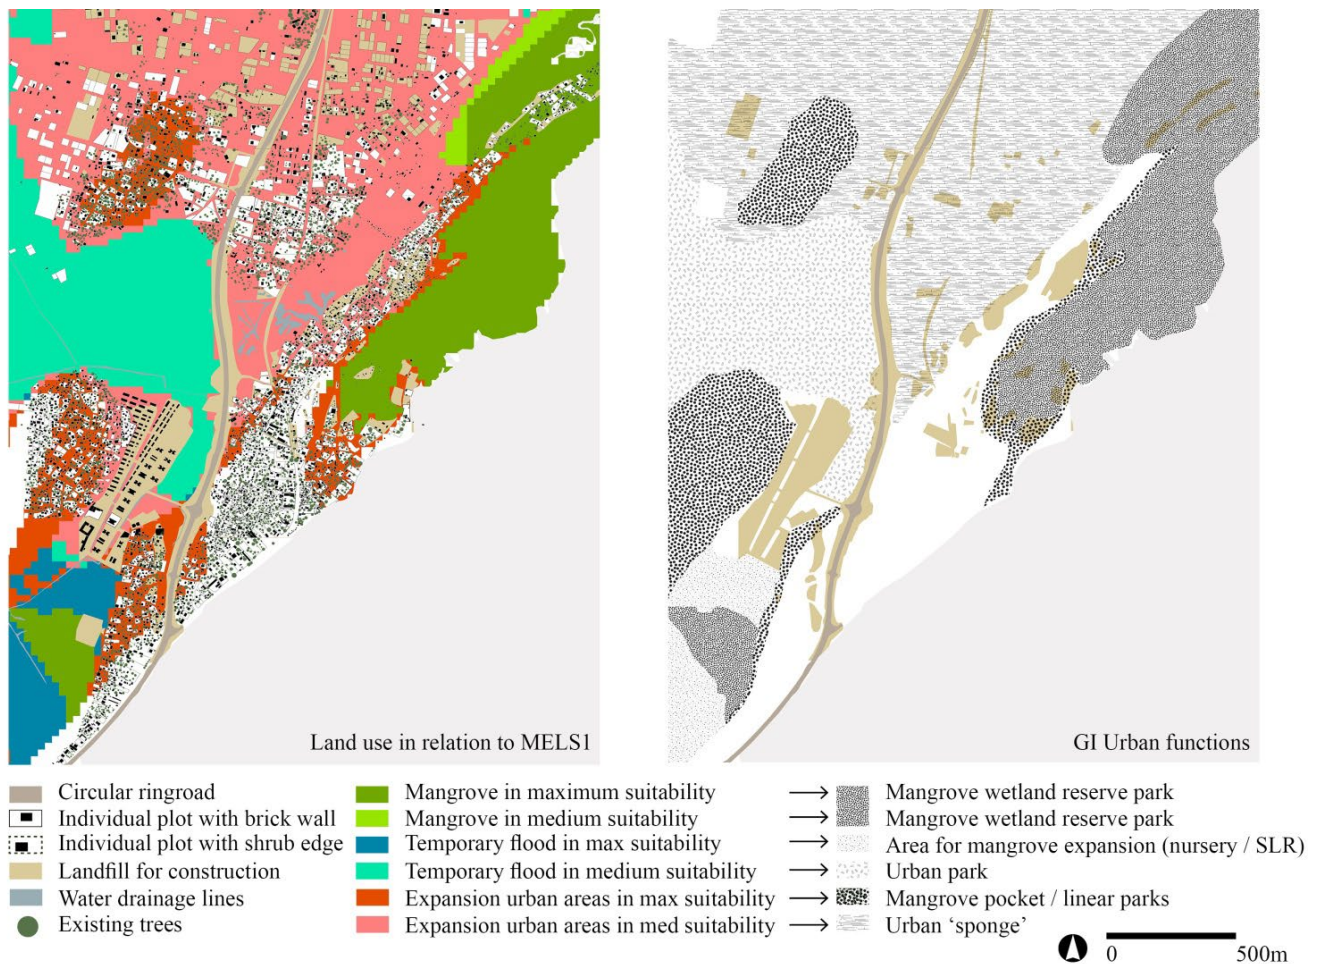 Land use in relation to MELS1
GI Urban functions
Circular ringroad
Individual plot with brick wall
Individual plot with shrub edge
Landfill for construction
Water drainage lines
Existing trees
Mangrove in maximum suitability
Mangrove in medium suitability
Temporary flood in max suitability
Temporary flood in medium suitability
Expansion urban areas in max suitability
Expansion urban areas in med suitability
Mangrove wetland reserve park
Mangrove wetland reserve park
Area for mangrove expansion (nursery / SLR)
Urban park
Mangrove pocket / linear parks
Urban ‘sponge’
0 500m